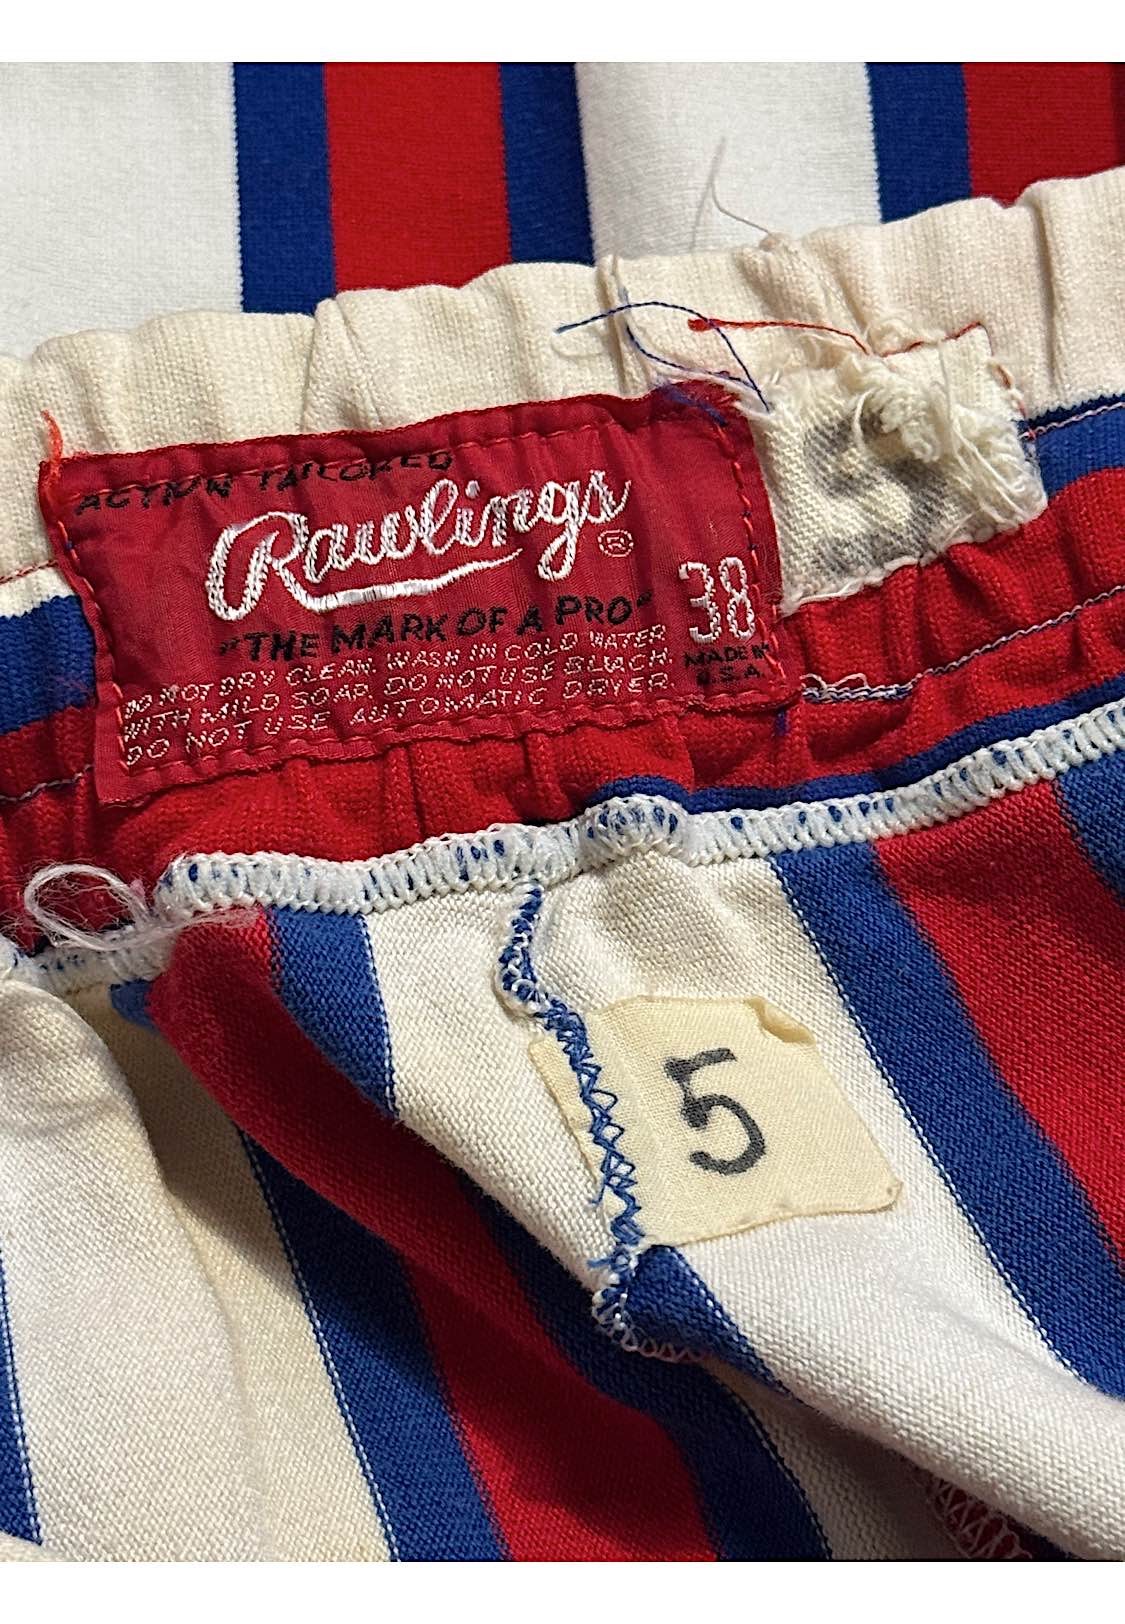 ACTION TAILORED
Rawlings®
38
"THE MARK OF A PRO"
MADE IN
U.S.A.
DO NOT DRY CLEAN. WASH IN COLD WATER
WITH MILD SOAP. DO NOT USE BLEACH.
DO NOT USE AUTOMATIC DRYER.
5